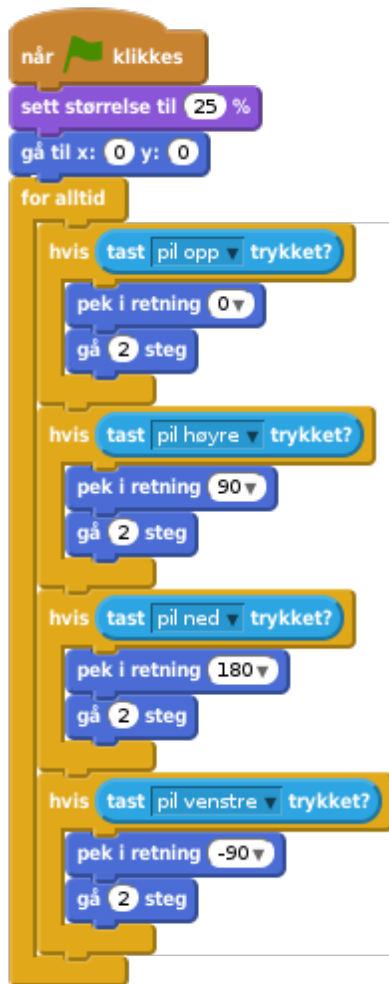 når klikkes
sett størrelse til 25 %
gå til x: 0 y: 0
for alltid
hvis tast pil opp trykket?
pek i retning 0
gå 2 steg
hvis tast pil høyre trykket?
pek i retning 90
gå 2 steg
hvis tast pil ned trykket?
pek i retning 180
gå 2 steg
hvis tast pil venstre trykket?
pek i retning -90
gå 2 steg